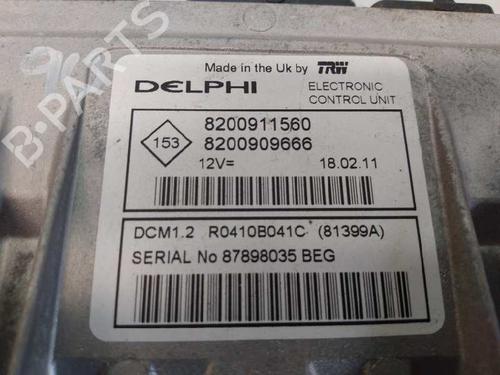 B-PARTS
Made in the Uk by TRW
DELPHI ELECTRONIC CONTROL UNIT
153
8200911560
8200909666
12V= 18.02.11
DCM1.2 R0410B041C (81399A)
SERIAL No 87898035 BEG